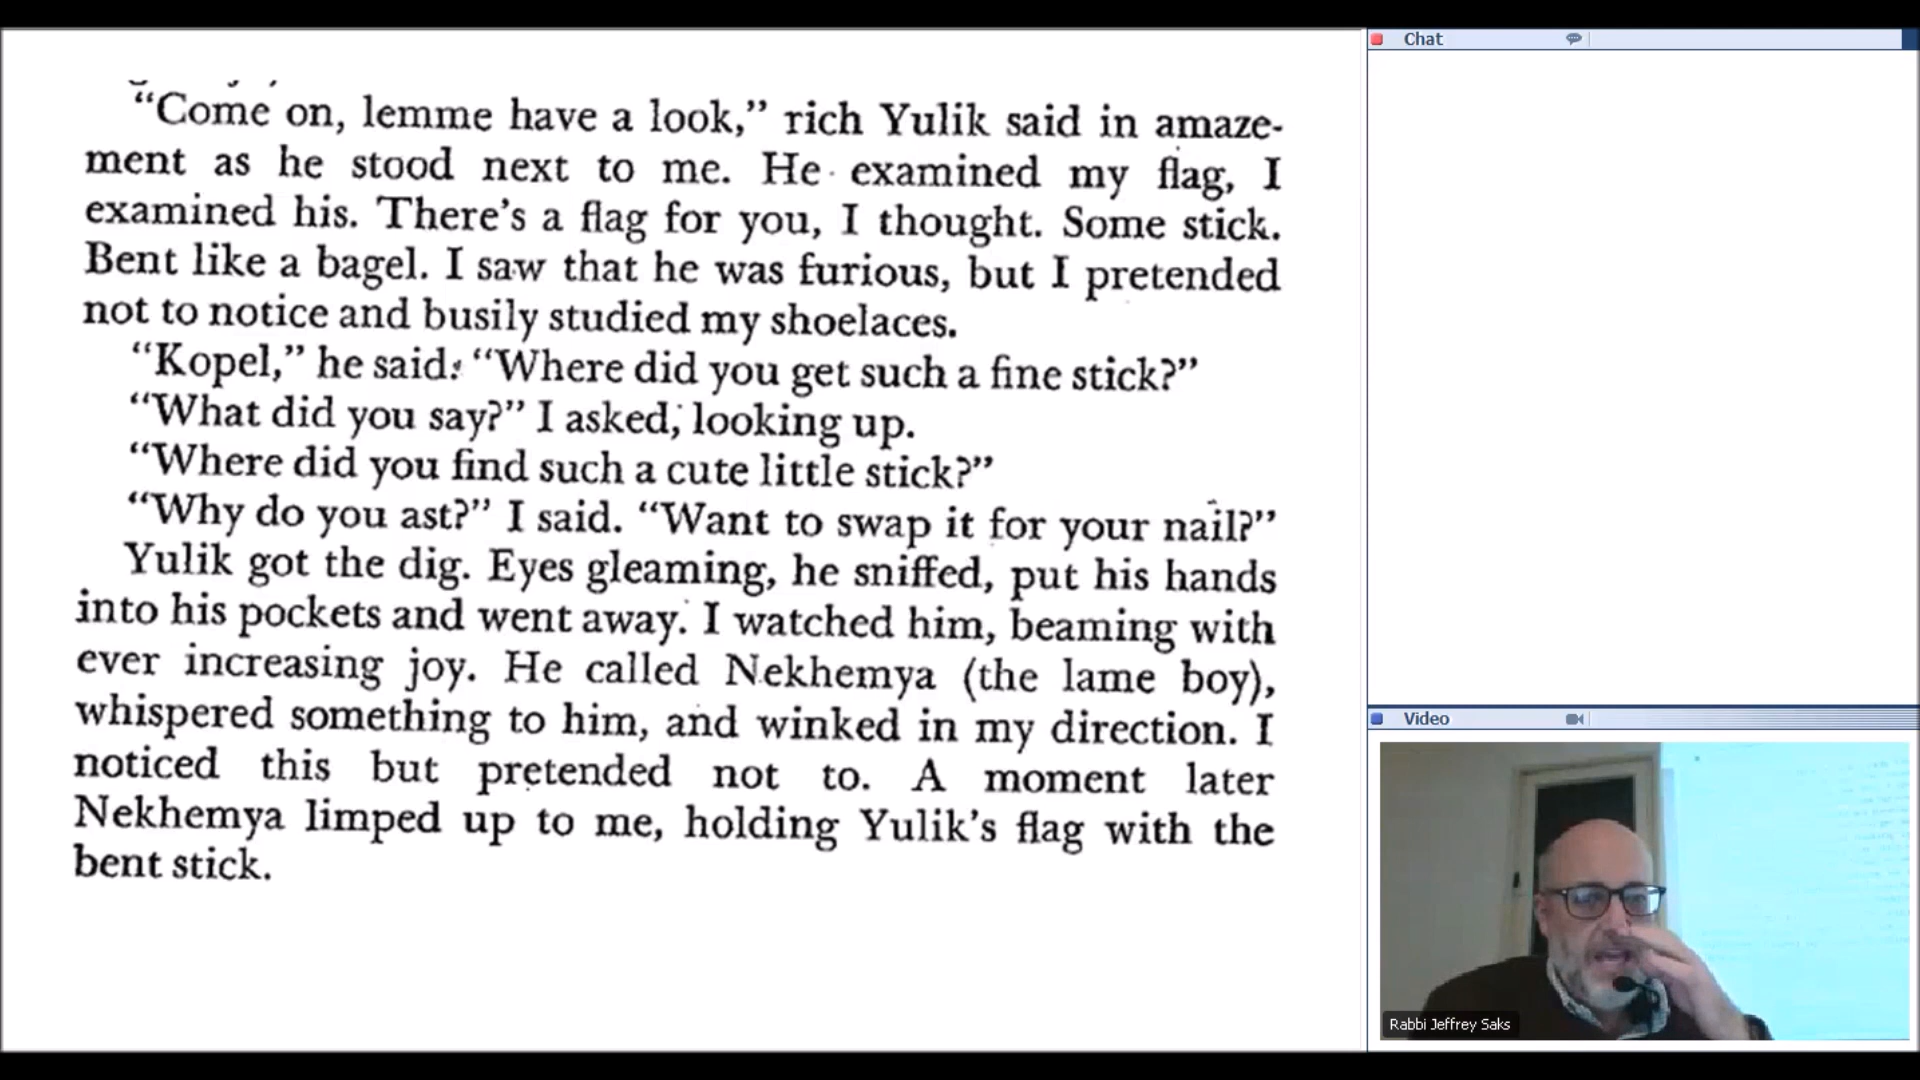 “Come on, lemme have a look,” rich Yulik said in amaze-
ment as he stood next to me. He examined my flag, I
examined his. There’s a flag for you, I thought. Some stick.
Bent like a bagel. I saw that he was furious, but I pretended
not to notice and busily studied my shoelaces.
“Kopel,” he said: “Where did you get such a fine stick?”
“What did you say?” I asked, looking up.
“Where did you find such a cute little stick?”
“Why do you ast?” I said. “Want to swap it for your nail?”
Yulik got the dig. Eyes gleaming, he sniffed, put his hands
into his pockets and went away. I watched him, beaming with
ever increasing joy. He called Nekhemya (the lame boy),
whispered something to him, and winked in my direction. I
noticed this but pretended not to. A moment later
Nekhemya limped up to me, holding Yulik’s flag with the
bent stick.
Chat
Video
Rabbi Jeffrey Saks